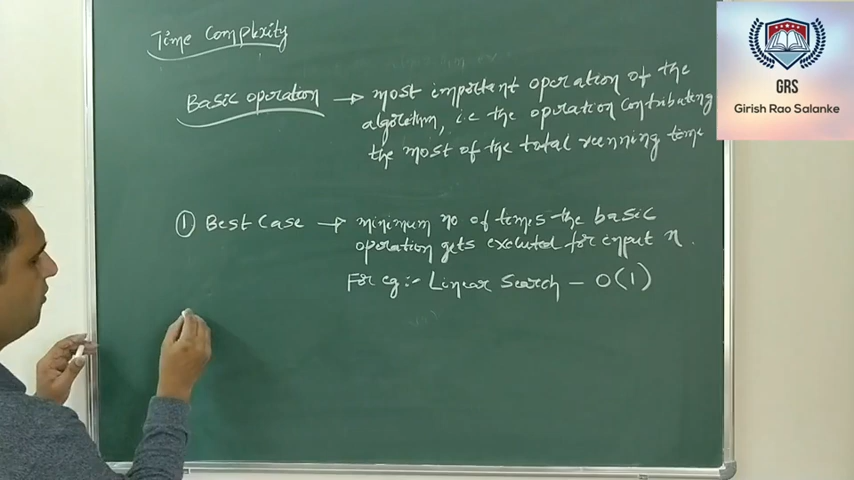 Time Complxity
Basic operation → most important operation of the
algorithm, i.e the operation contributing
the most of the total running time
① Best Case → minimum no of times the basic
operation gets executed for input n.
For eg:- Linear Search - O(1)
GRS
Girish Rao Salanke